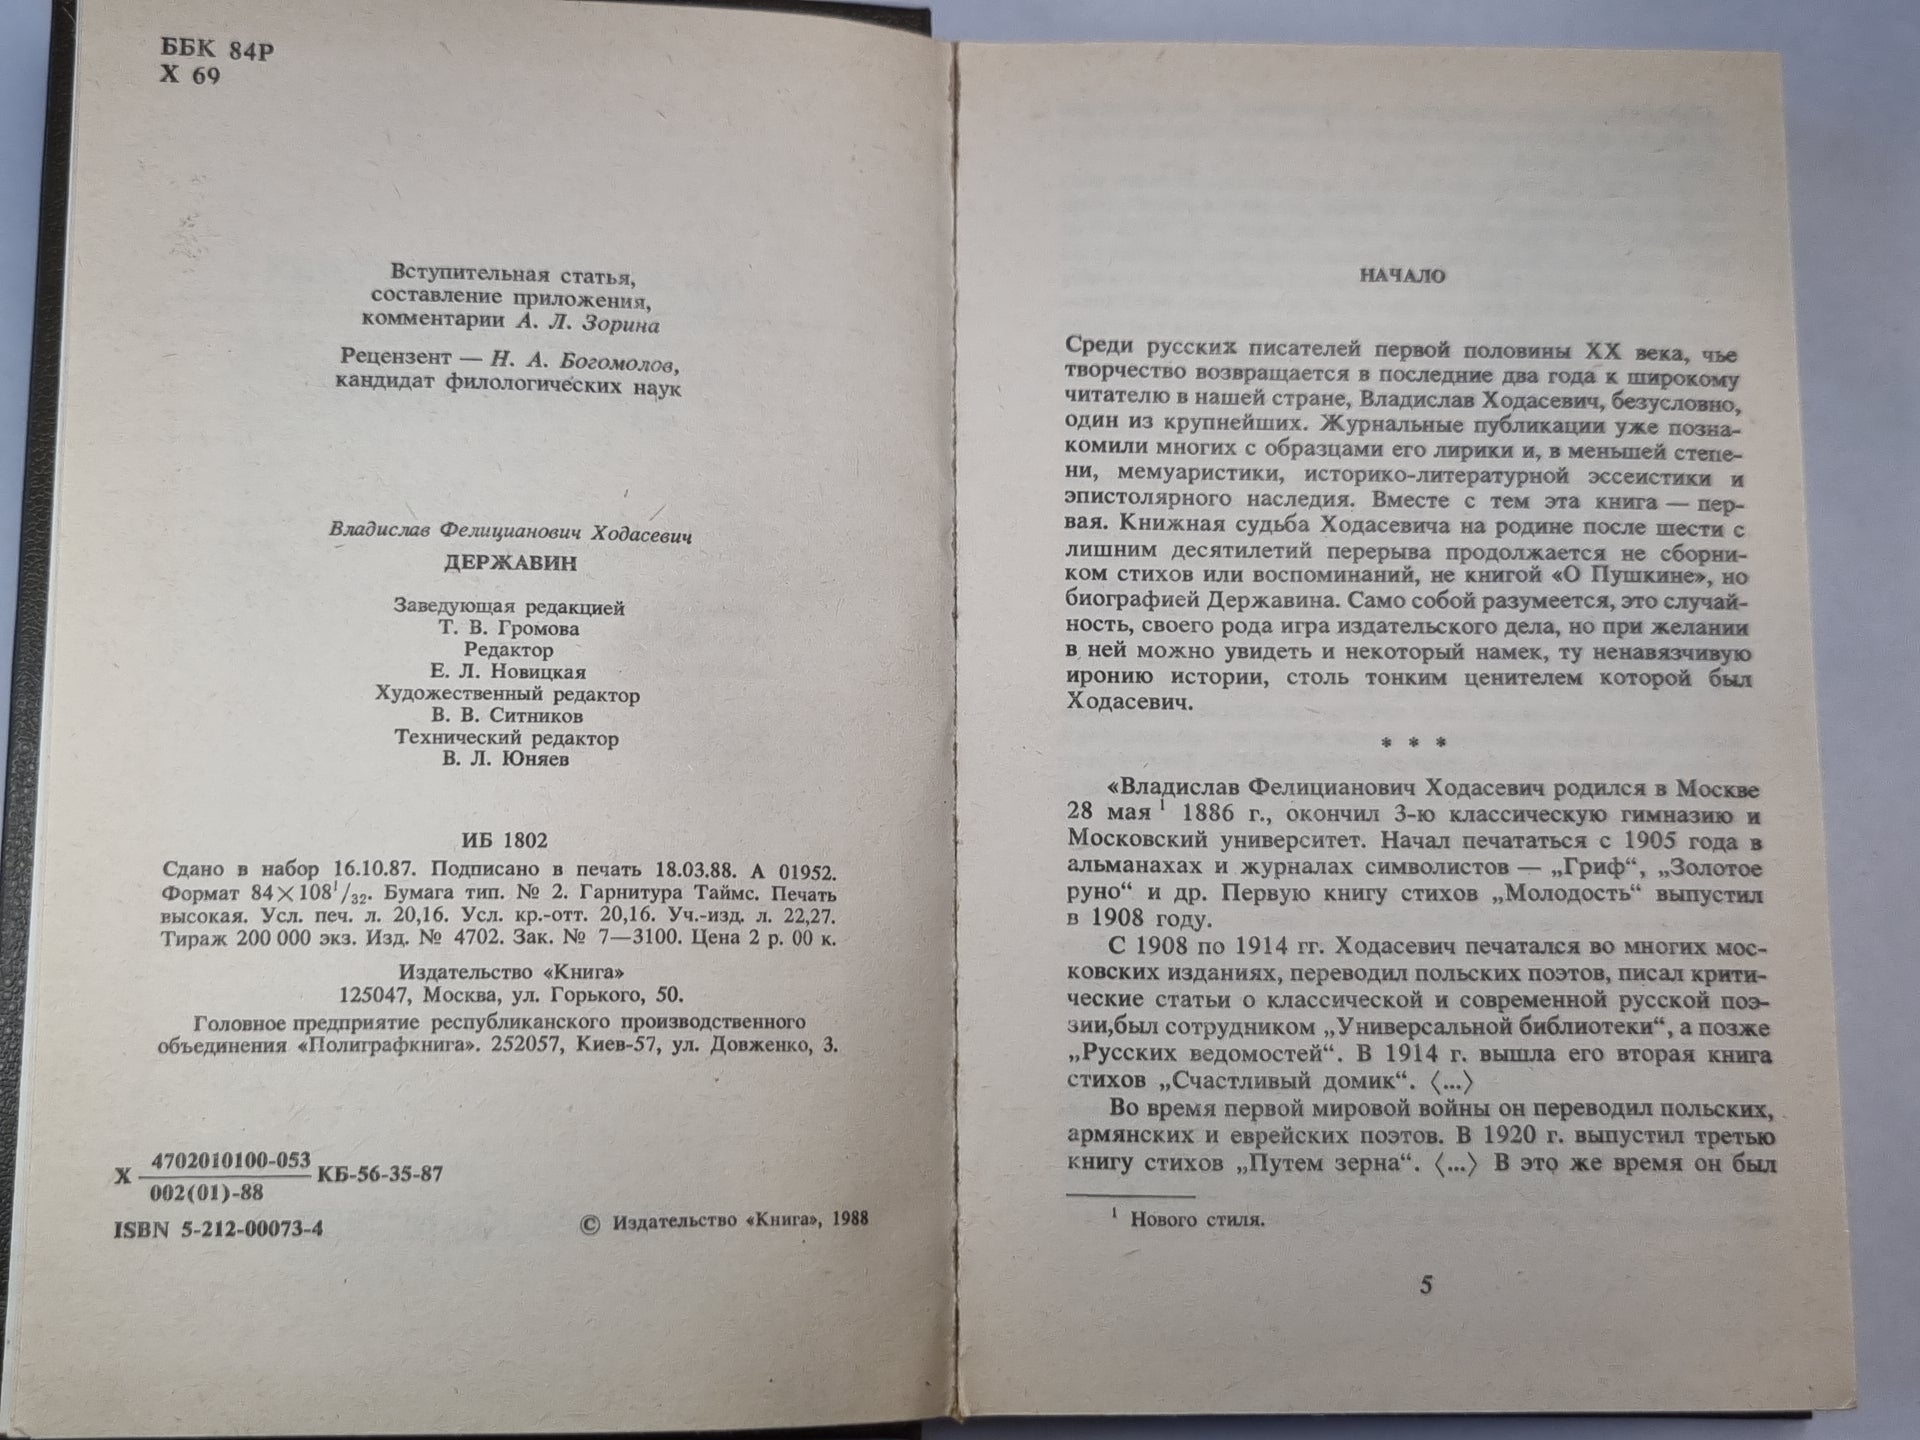 ББК 84Р
Х 69
Вступительная статья,
составление приложения,
комментарии А. Л. Зорина
Рецензент — Н. А. Богомолов,
кандидат филологических наук
Владислав Фелицианович Ходасевич
ДЕРЖАВИН
Заведующая редакцией
Т. В. Громова
Редактор
Е. Л. Новицкая
Художественный редактор
В. В. Ситников
Технический редактор
В. Л. Юняев
ИБ 1802
Сдано в набор 16.10.87. Подписано в печать 18.03.88. А 01952.
Формат 84×108¹/₃₂. Бумага тип. № 2. Гарнитура Таймс. Печать
высокая. Усл. печ. л. 20,16. Усл. кр.-отт. 20,16. Уч.-изд. л. 22,27.
Тираж 200 000 экз. Изд. № 4702. Зак. № 7—3100. Цена 2 р. 00 к.
Издательство «Книга»
125047, Москва, ул. Горького, 50.
Головное предприятие республиканского производственного
объединения «Полиграфкнига». 252057, Киев-57, ул. Довженко, 3.
Х 4702010100-053 КБ-56-35-87
002(01)-88
ISBN 5-212-00073-4
© Издательство «Книга», 1988
НАЧАЛО
Среди русских писателей первой половины XX века, чье
творчество возвращается в последние два года к широкому
читателю в нашей стране, Владислав Ходасевич, безусловно,
один из крупнейших. Журнальные публикации уже позна-
комили многих с образцами его лирики и, в меньшей степе-
ни, мемуаристики, историко-литературной эссеистики и
эпистолярного наследия. Вместе с тем эта книга — пер-
вая. Книжная судьба Ходасевича на родине после шести с
лишним десятилетий перерыва продолжается не сборни-
ком стихов или воспоминаний, не книгой «О Пушкине», но
биографией Державина. Само собой разумеется, это случай-
ность, своего рода игра издательского дела, но при желании
в ней можно увидеть и некоторый намек, ту ненавязчивую
иронию истории, столь тонким ценителем которой был
Ходасевич.
* * *
«Владислав Фелицианович Ходасевич родился в Москве
28 мая¹ 1886 г., окончил 3-ю классическую гимназию и
Московский университет. Начал печататься с 1905 года в
альманахах и журналах символистов — „Гриф“, „Золотое
руно“ и др. Первую книгу стихов „Молодость“ выпустил
в 1908 году.
С 1908 по 1914 гг. Ходасевич печатался во многих мос-
ковских изданиях, переводил польских поэтов, писал крити-
ческие статьи о классической и современной русской поэ-
зии,был сотрудником „Универсальной библиотеки“, а позже
„Русских ведомостей“. В 1914 г. вышла его вторая книга
стихов „Счастливый домик“. ⟨...⟩
Во время первой мировой войны он переводил польских,
армянских и еврейских поэтов. В 1920 г. выпустил третью
книгу стихов „Путем зерна“. ⟨...⟩ В это же время он был
¹ Нового стиля.
5